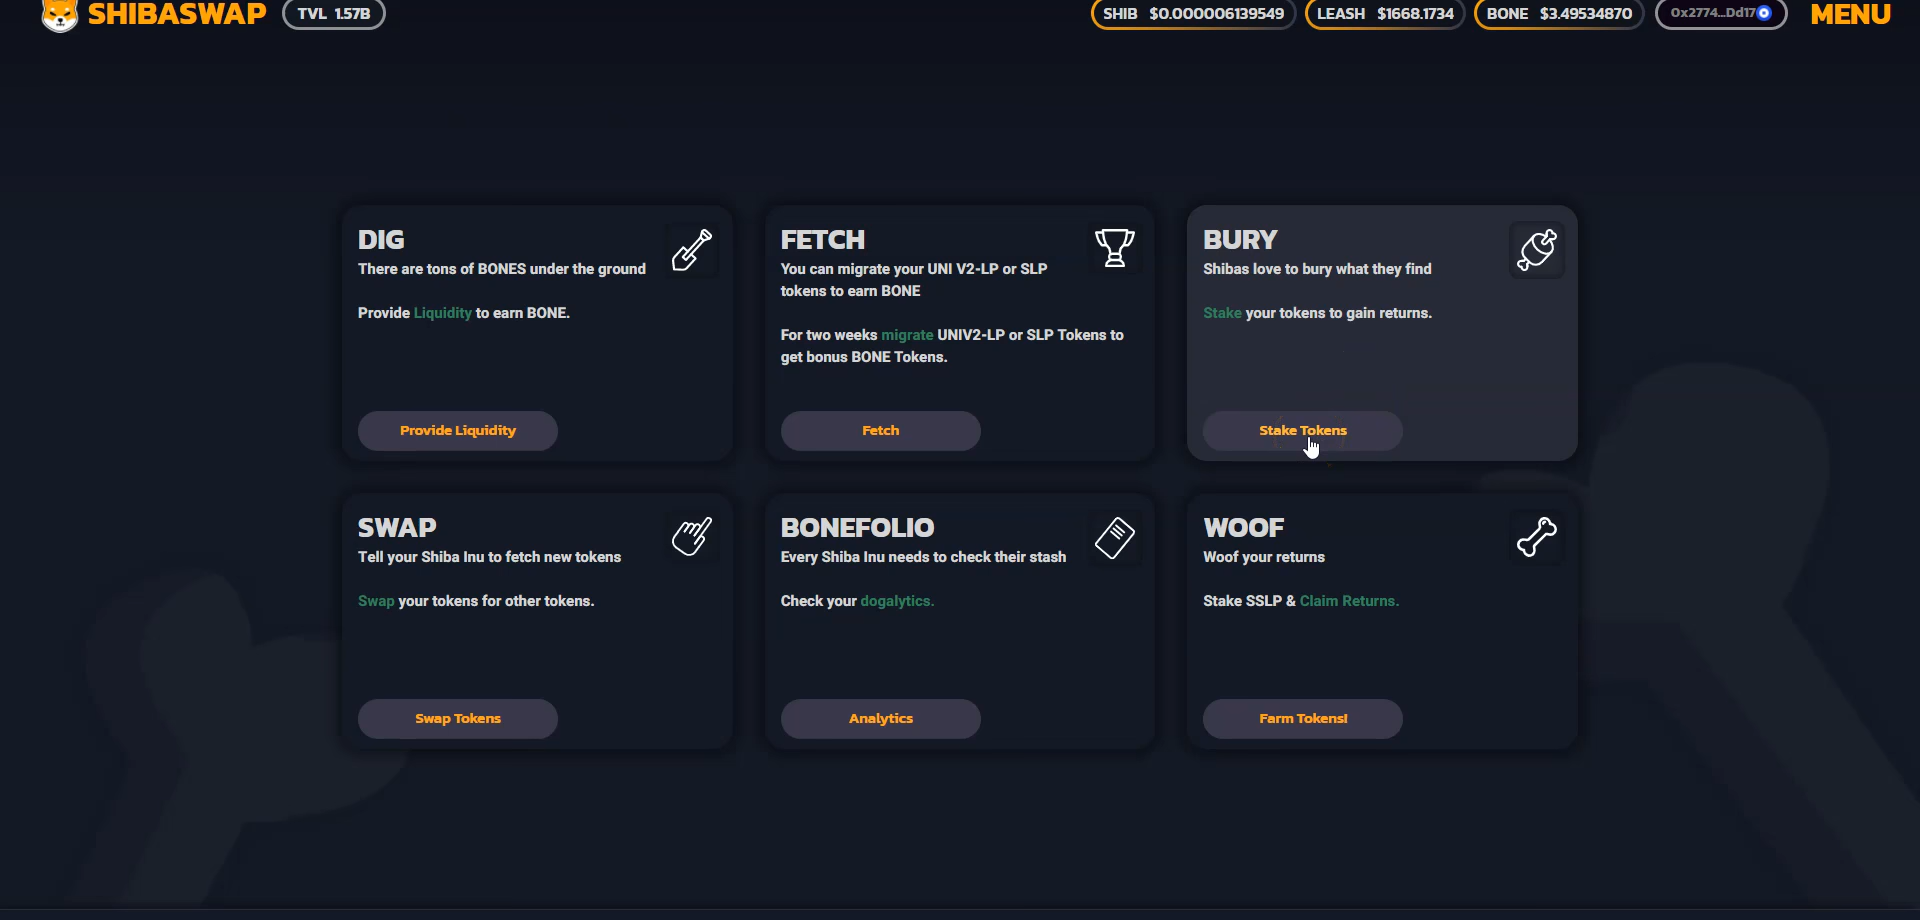 SHIBASWAP TVL 1.57B SHIB $0.000006139549 LEASH $1668.1734 BONE $3.49534870 0x2774...Dd17 MENU
DIG
There are tons of BONES under the ground
Provide Liquidity to earn BONE.
Provide Liquidity
FETCH
You can migrate your UNI V2-LP or SLP
tokens to earn BONE
For two weeks migrate UNIV2-LP or SLP Tokens to
get bonus BONE Tokens.
Fetch
BURY
Shibas love to bury what they find
Stake your tokens to gain returns.
Stake Tokens
SWAP
Tell your Shiba Inu to fetch new tokens
Swap your tokens for other tokens.
Swap Tokens
BONEFOLIO
Every Shiba Inu needs to check their stash
Check your dogalytics.
Analytics
WOOF
Woof your returns
Stake SSLP & Claim Returns.
Farm Tokens!